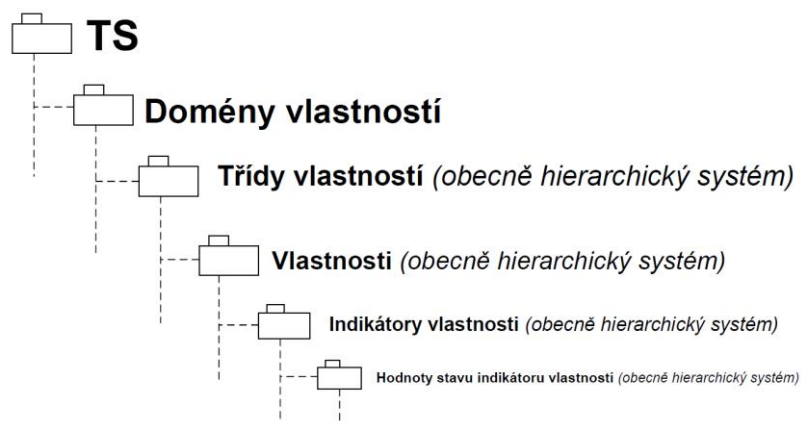 TS
Domény vlastností
Třídy vlastností (obecně hierarchický systém)
Vlastnosti (obecně hierarchický systém)
Indikátory vlastnosti (obecně hierarchický systém)
Hodnoty stavu indikátoru vlastností (obecně hierarchický systém)